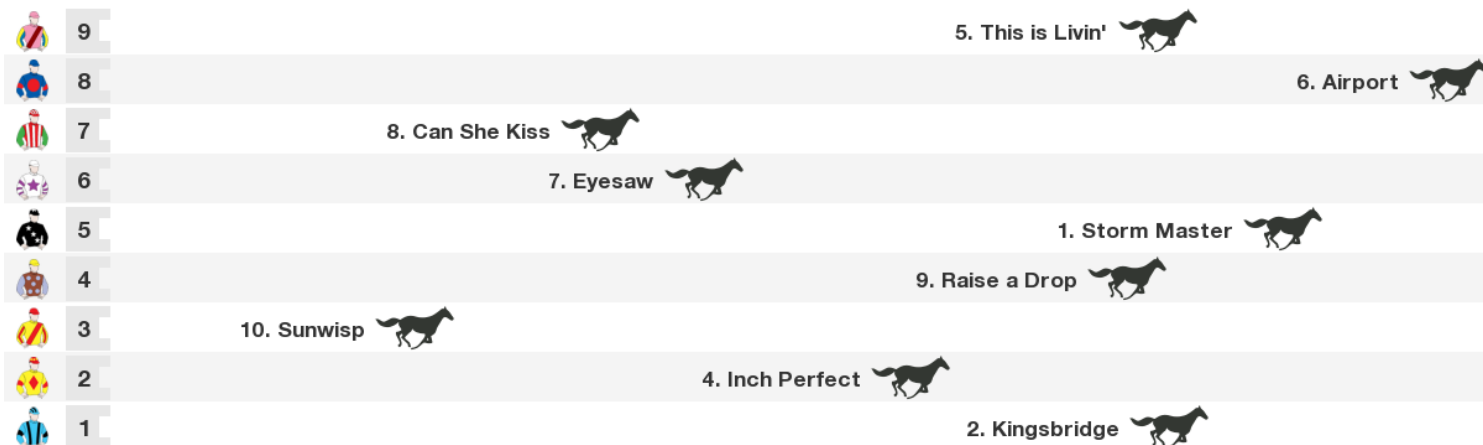 9 5. This is Livin'
8 6. Airport
7 8. Can She Kiss
6 7. Eyesaw
5 1. Storm Master
4 9. Raise a Drop
3 10. Sunwisp
2 4. Inch Perfect
1 2. Kingsbridge